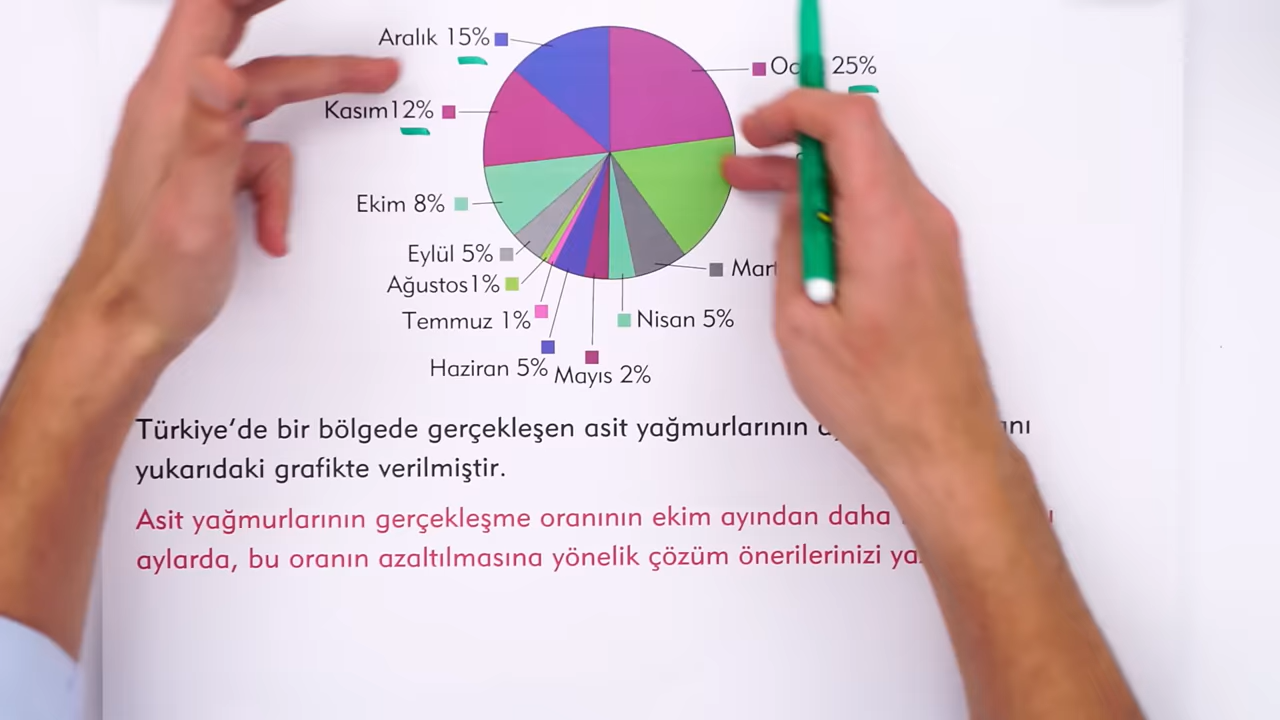 Aralık 15%
25%
Kasım12%
Ekim 8%
Eylül 5%
Ağustos1%
Mart
Temmuz 1%
Nisan 5%
Haziran 5%
Mayıs 2%
Türkiye’de bir bölgede gerçekleşen asit yağmurlarının
yukarıdaki grafikte verilmiştir.
Asit yağmurlarının gerçekleşme oranının ekim ayından daha
aylarda, bu oranın azaltılmasına yönelik çözüm önerilerinizi